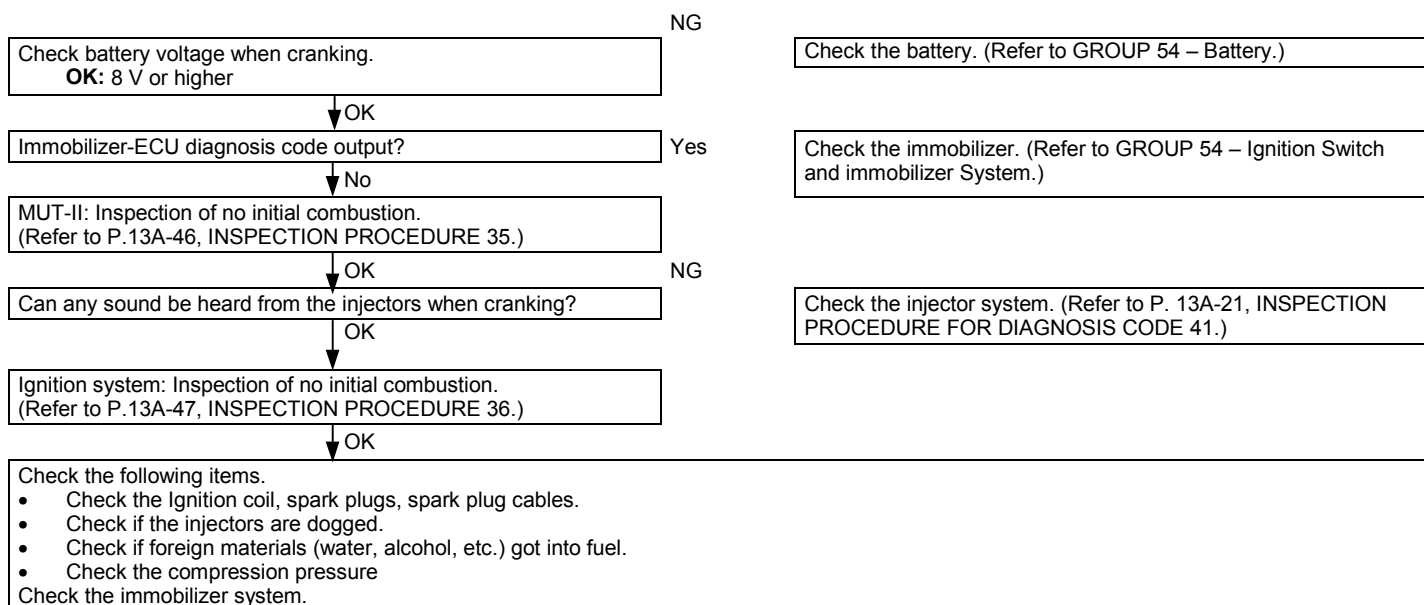 NG
Check battery voltage when cranking.
OK: 8 V or higher
Check the battery. (Refer to GROUP 54 – Battery.)
OK
Immobilizer-ECU diagnosis code output?
Yes
Check the immobilizer. (Refer to GROUP 54 – Ignition Switch
and immobilizer System.)
No
MUT-II: Inspection of no initial combustion.
(Refer to P.13A-46, INSPECTION PROCEDURE 35.)
OK
NG
Can any sound be heard from the injectors when cranking?
Check the injector system. (Refer to P. 13A-21, INSPECTION
PROCEDURE FOR DIAGNOSIS CODE 41.)
OK
Ignition system: Inspection of no initial combustion.
(Refer to P.13A-47, INSPECTION PROCEDURE 36.)
OK
Check the following items.
• Check the Ignition coil, spark plugs, spark plug cables.
• Check if the injectors are dogged.
• Check if foreign materials (water, alcohol, etc.) got into fuel.
• Check the compression pressure
Check the immobilizer system.